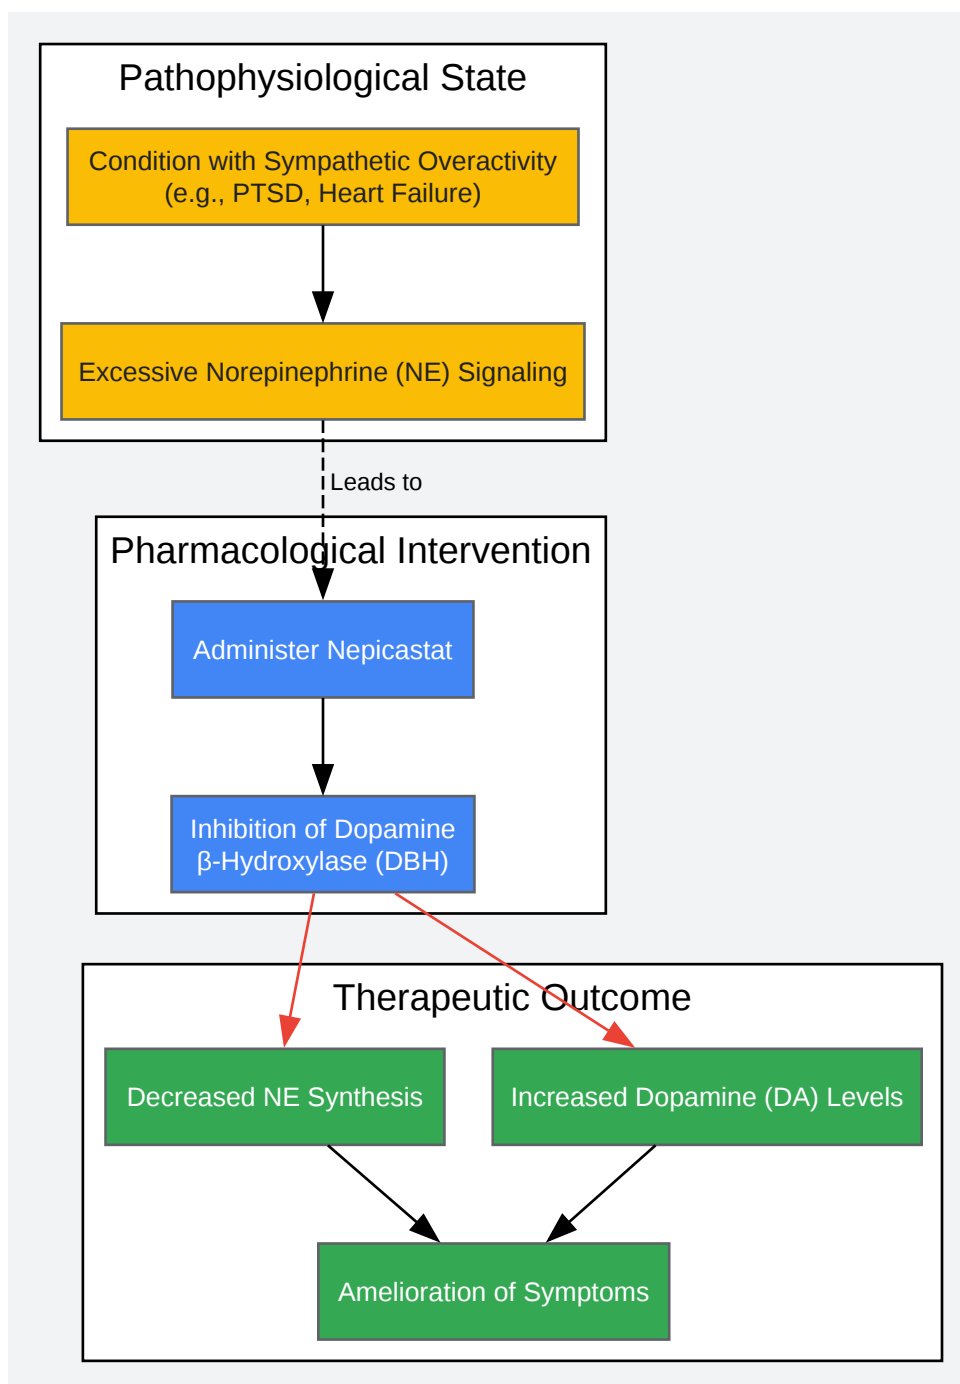 Pathophysiological State
Condition with Sympathetic Overactivity
(e.g., PTSD, Heart Failure)
Excessive Norepinephrine (NE) Signaling
Leads to
Pharmacological Intervention
Administer Nepicastat
Inhibition of Dopamine
β-Hydroxylase (DBH)
Therapeutic Outcome
Decreased NE Synthesis
Increased Dopamine (DA) Levels
Amelioration of Symptoms